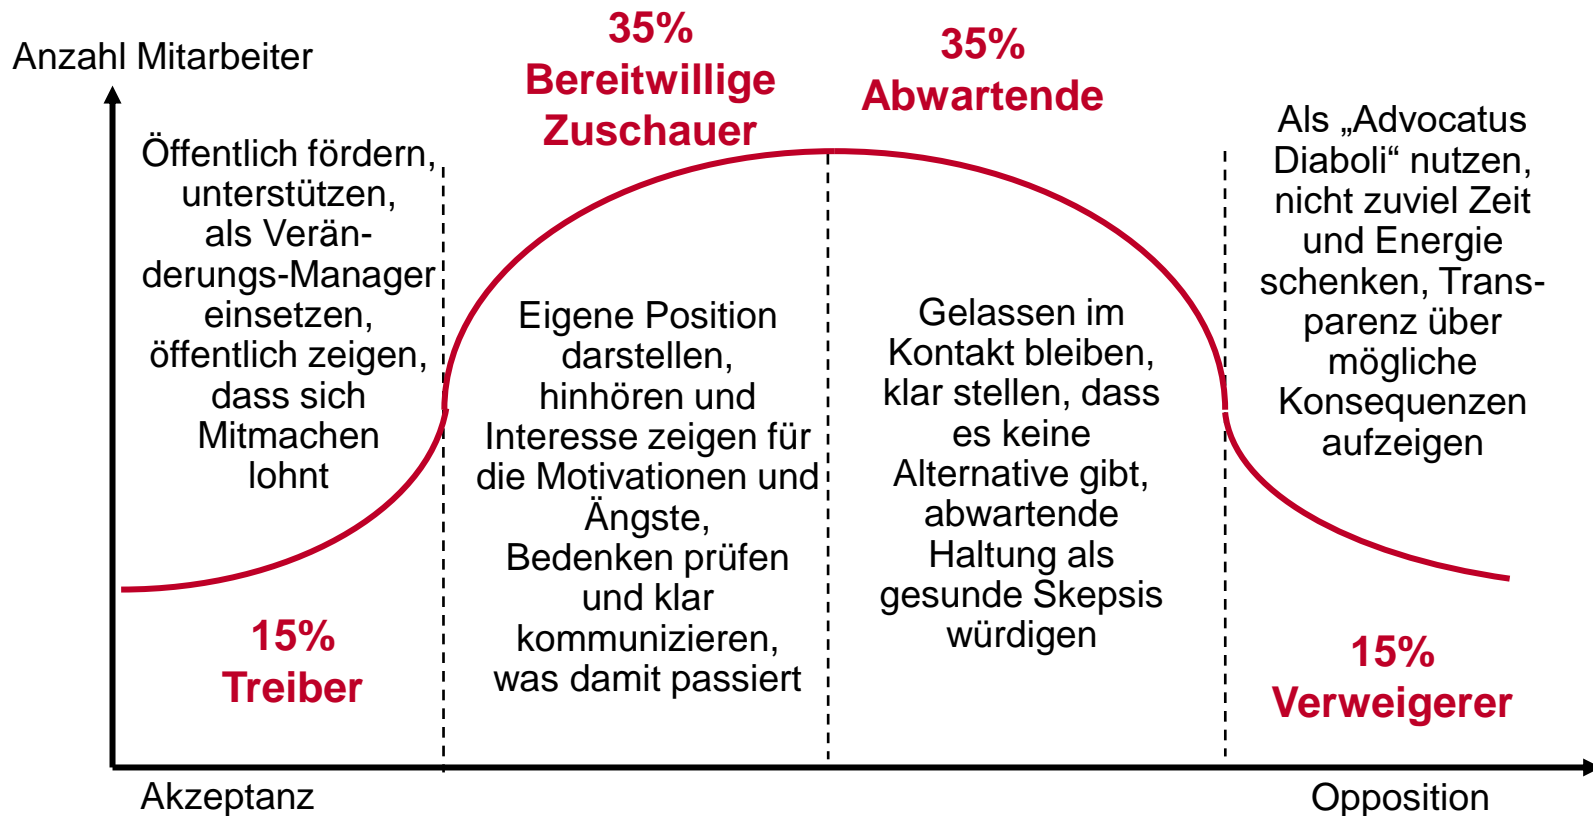 Anzahl Mitarbeiter
35%
Bereitwillige
Zuschauer
35%
Abwartende
Öffentlich fördern,
unterstützen,
als Verän-
derungs-Manager
einsetzen,
öffentlich zeigen,
dass sich
Mitmachen
lohnt
15%
Treiber
Eigene Position
darstellen,
hinhören und
Interesse zeigen für
die Motivationen und
Ängste,
Bedenken prüfen
und klar
kommunizieren,
was damit passiert
Gelassen im
Kontakt bleiben,
klar stellen, dass
es keine
Alternative gibt,
abwartende
Haltung als
gesunde Skepsis
würdigen
Als „Advocatus
Diaboli“ nutzen,
nicht zuviel Zeit
und Energie
schenken, Trans-
parenz über
mögliche
Konsequenzen
aufzeigen
15%
Verweigerer
Akzeptanz
Opposition